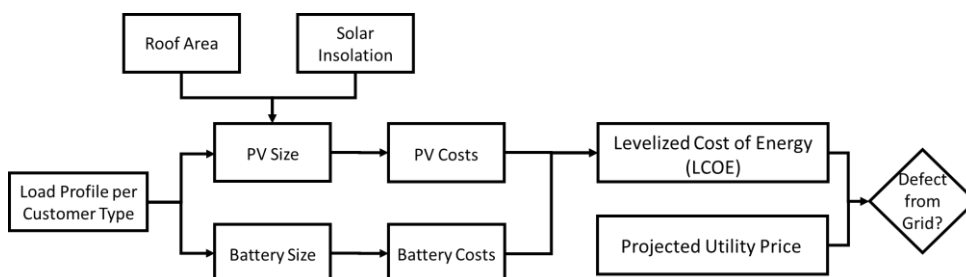 Roof Area
Solar
Insolation
PV Size
PV Costs
Levelized Cost of Energy
(LCOE)
Load Profile per
Customer Type
Defect
from
Grid?
Battery Size
Battery Costs
Projected Utility Price